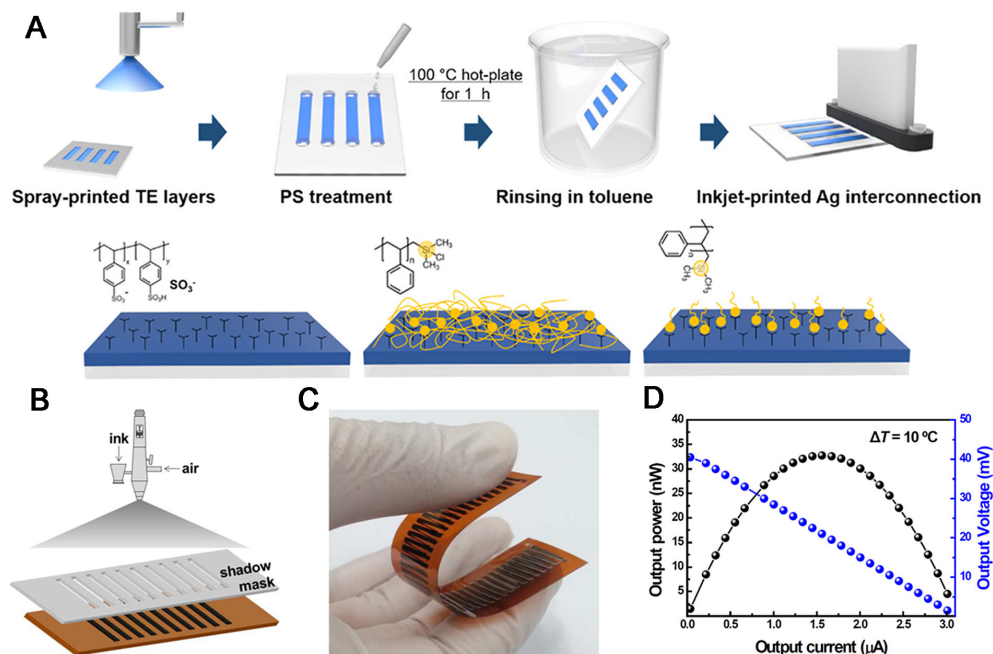 A
100 °C hot-plate
for 1 h
Spray-printed TE layers
PS treatment
Rinsing in toluene
Inkjet-printed Ag interconnection
x
y
SO₃⁻
SO₃H
SO₃⁻
n
CH₃
Si
Cl
CH₃
n
CH₃
Si
CH₃
B
ink
air
shadow
mask
C
D
ΔT = 10 ºC
Output power (nW)
40
35
30
25
20
15
10
5
Output Voltage (mV)
50
40
30
20
10
0.0 0.5 1.0 1.5 2.0 2.5 3.0
Output current (μA)